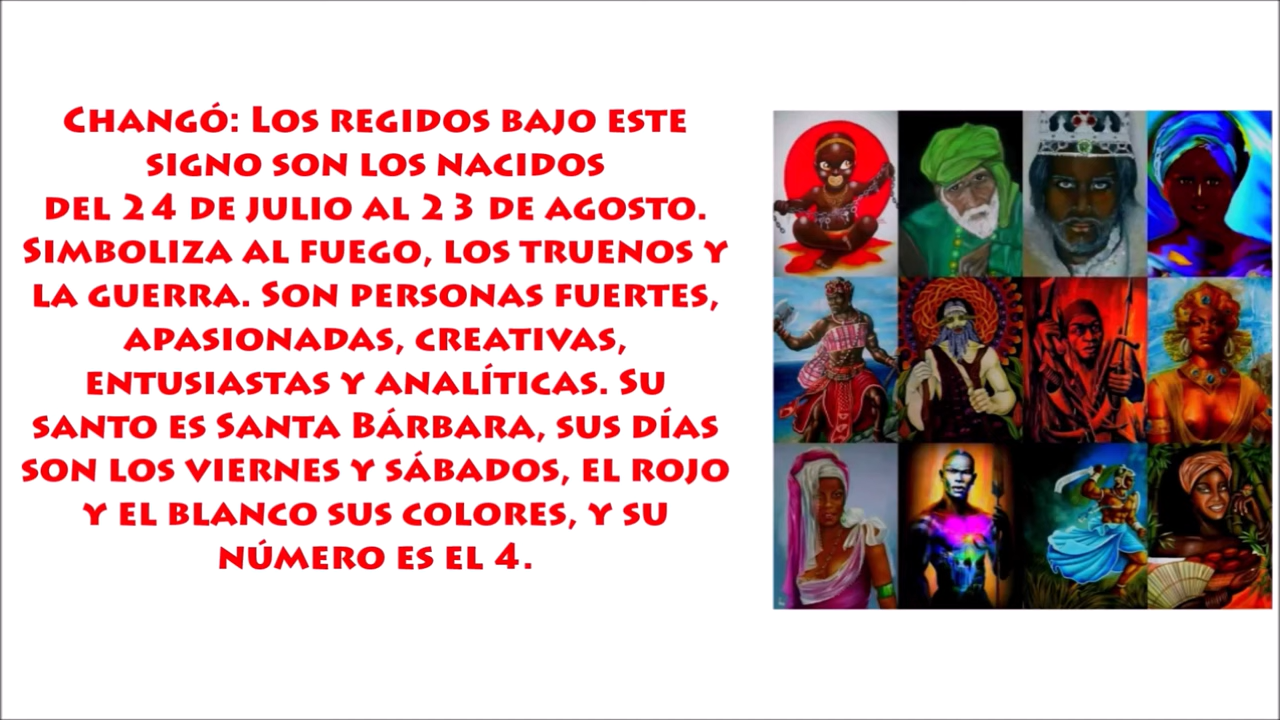 Changó: Los regidos bajo este
signo son los nacidos
del 24 de julio al 23 de agosto.
Simboliza al fuego, los truenos y
la guerra. Son personas fuertes,
apasionadas, creativas,
entusiastas y analíticas. Su
santo es Santa Bárbara, sus días
son los viernes y sábados, el rojo
y el blanco sus colores, y su
número es el 4.